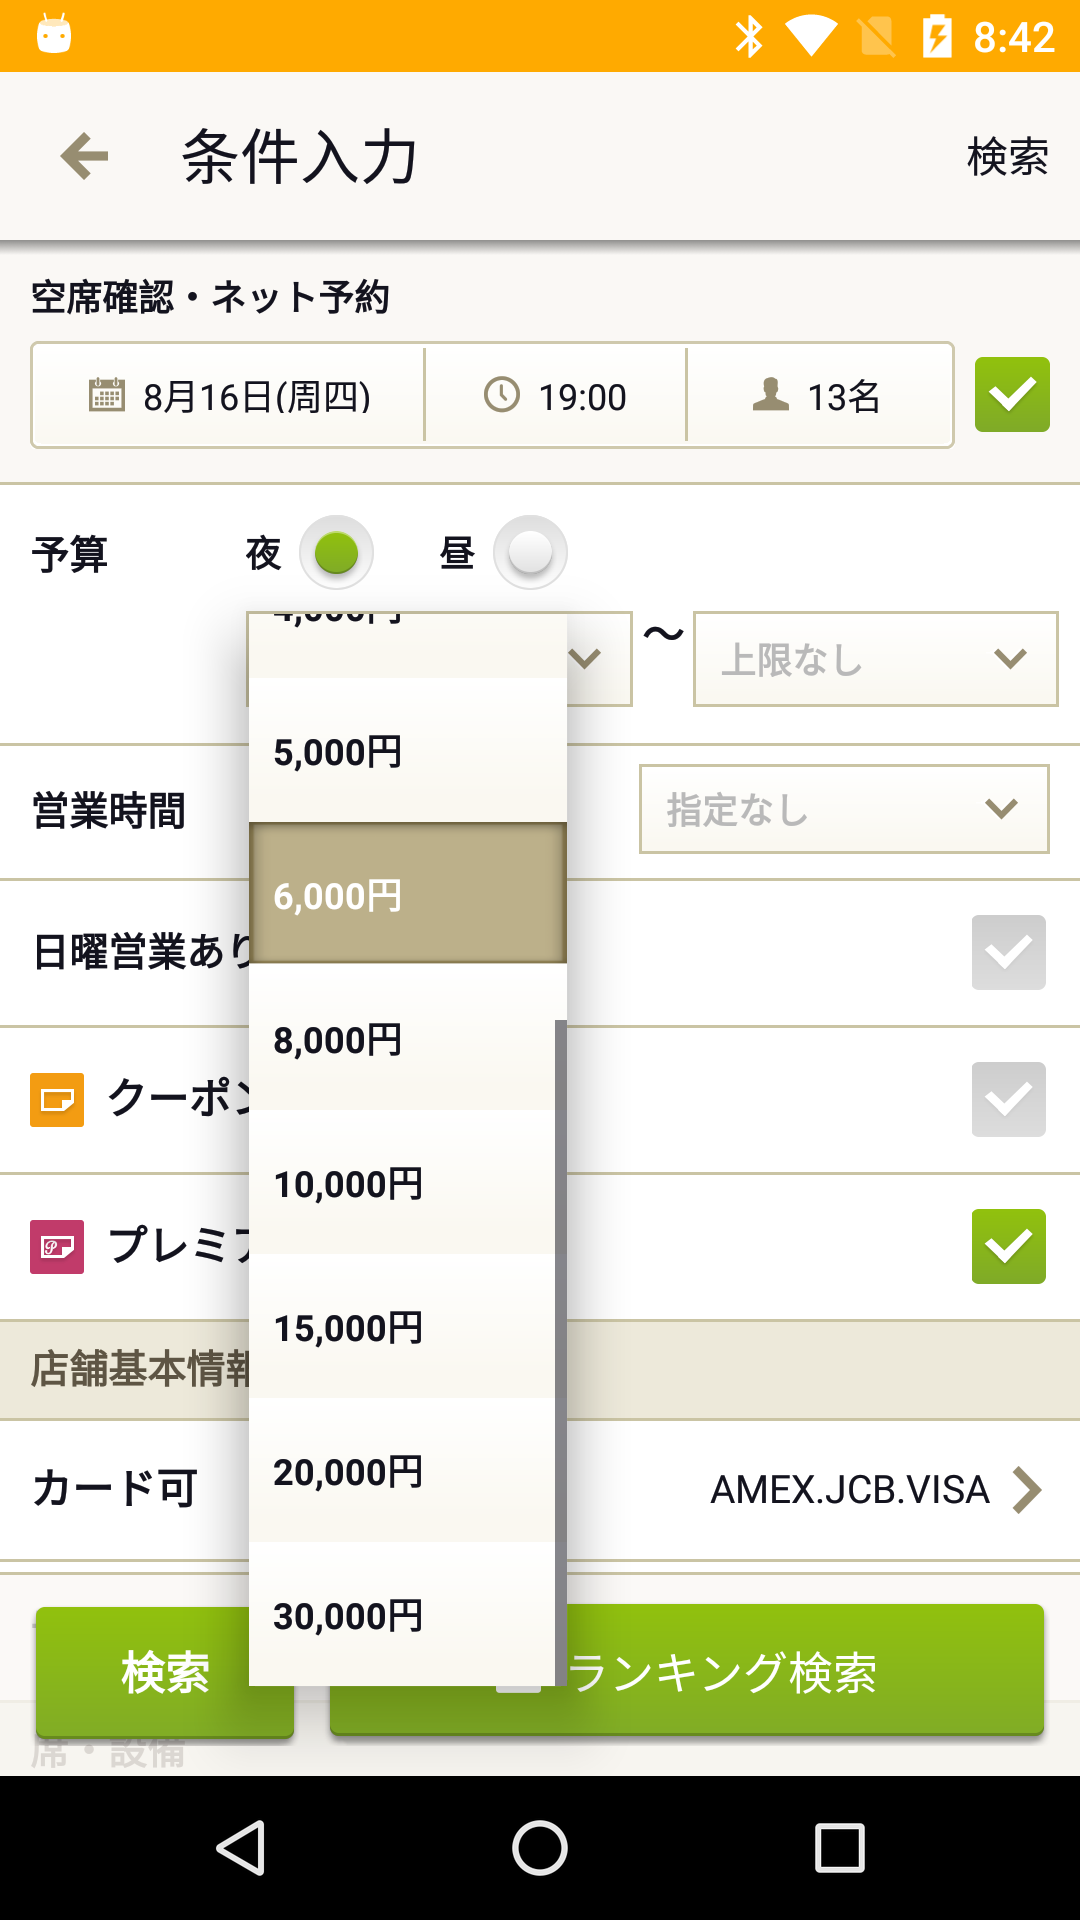 8:42
条件入力
検索
空席確認・ネット予約
8月16日(周四)
19:00
13名
予算
夜
昼
4,000円
〜
上限なし
5,000円
営業時間
指定なし
6,000円
日曜営業あり
8,000円
クーポン
10,000円
プレミア
15,000円
店舗基本情報
20,000円
カード可
AMEX.JCB.VISA
30,000円
検索
ランキング検索
席・設備